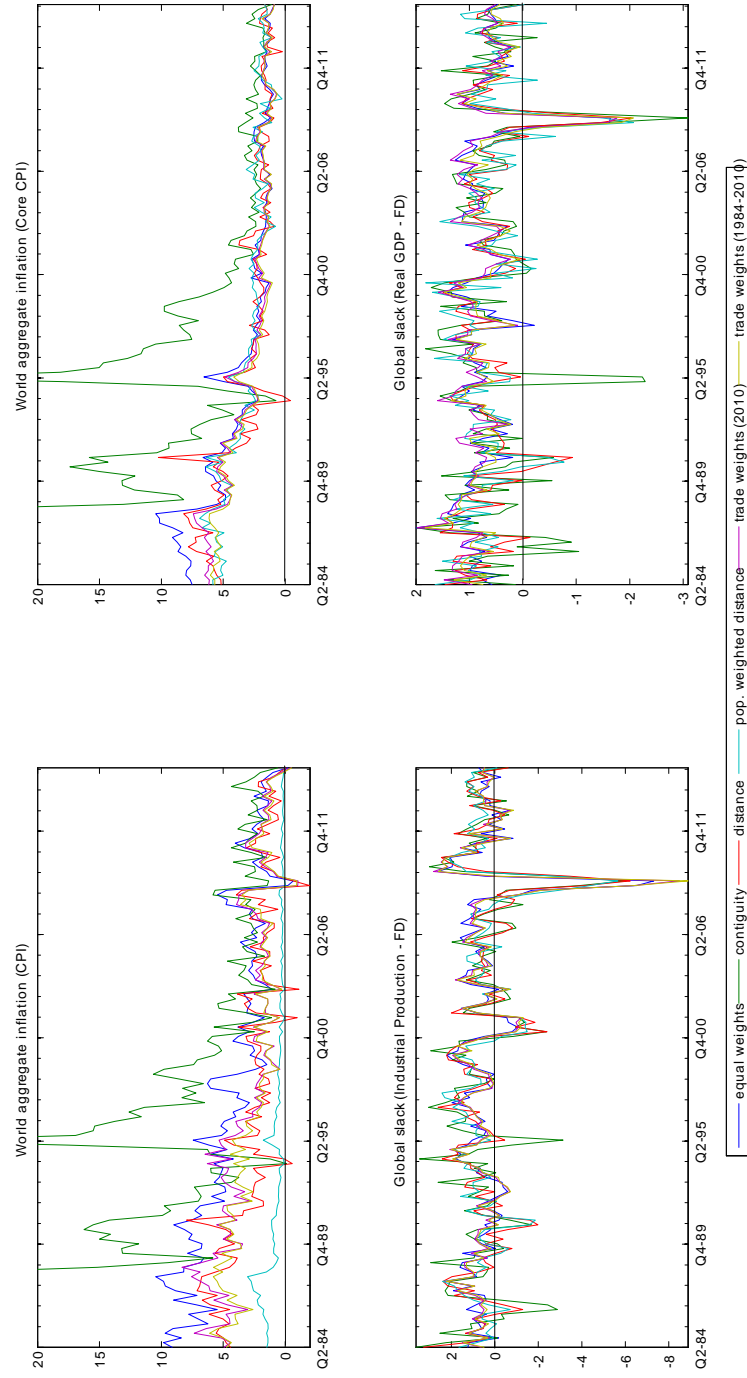 World aggregate inflation (CPI)
20
15
10
5
0
Q2-84
Q4-89
Q2-95
Q4-00
Q2-06
Q4-11
World aggregate inflation (Core CPI)
20
15
10
5
0
Q2-84
Q4-89
Q2-95
Q4-00
Q2-06
Q4-11
Global slack (Industrial Production - FD)
2
0
-2
-4
-6
-8
Q2-84
Q4-89
Q2-95
Q4-00
Q2-06
Q4-11
Global slack (Real GDP - FD)
2
1
0
-1
-2
-3
Q2-84
Q4-89
Q2-95
Q4-00
Q2-06
Q4-11
equal weights contiguity distance pop. weighted distance trade weights (2010) trade weights (1984-2010)